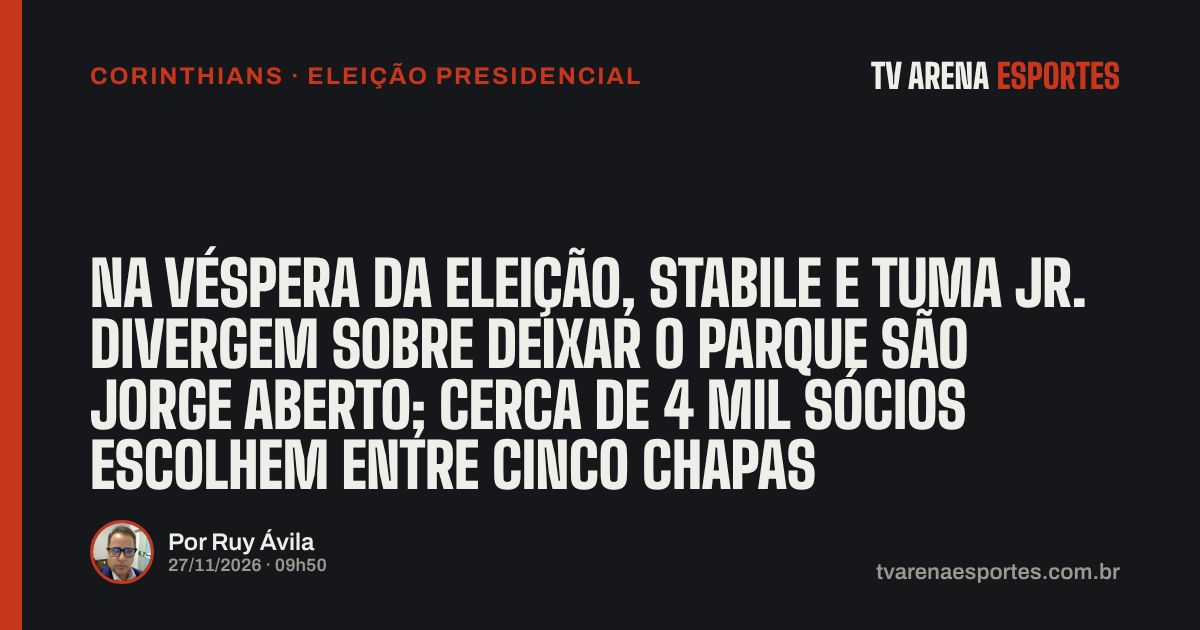 CORINTHIANS · ELEIÇÃO PRESIDENCIAL
TV ARENA ESPORTES
NA VÉSPERA DA ELEIÇÃO, STABILE E TUMA JR.
DIVERGEM SOBRE DEIXAR O PARQUE SÃO
JORGE ABERTO; CERCA DE 4 MIL SÓCIOS
ESCOLHEM ENTRE CINCO CHAPAS
Por Ruy Ávila
27/11/2026 · 09h50
tvarenaesportes.com.br